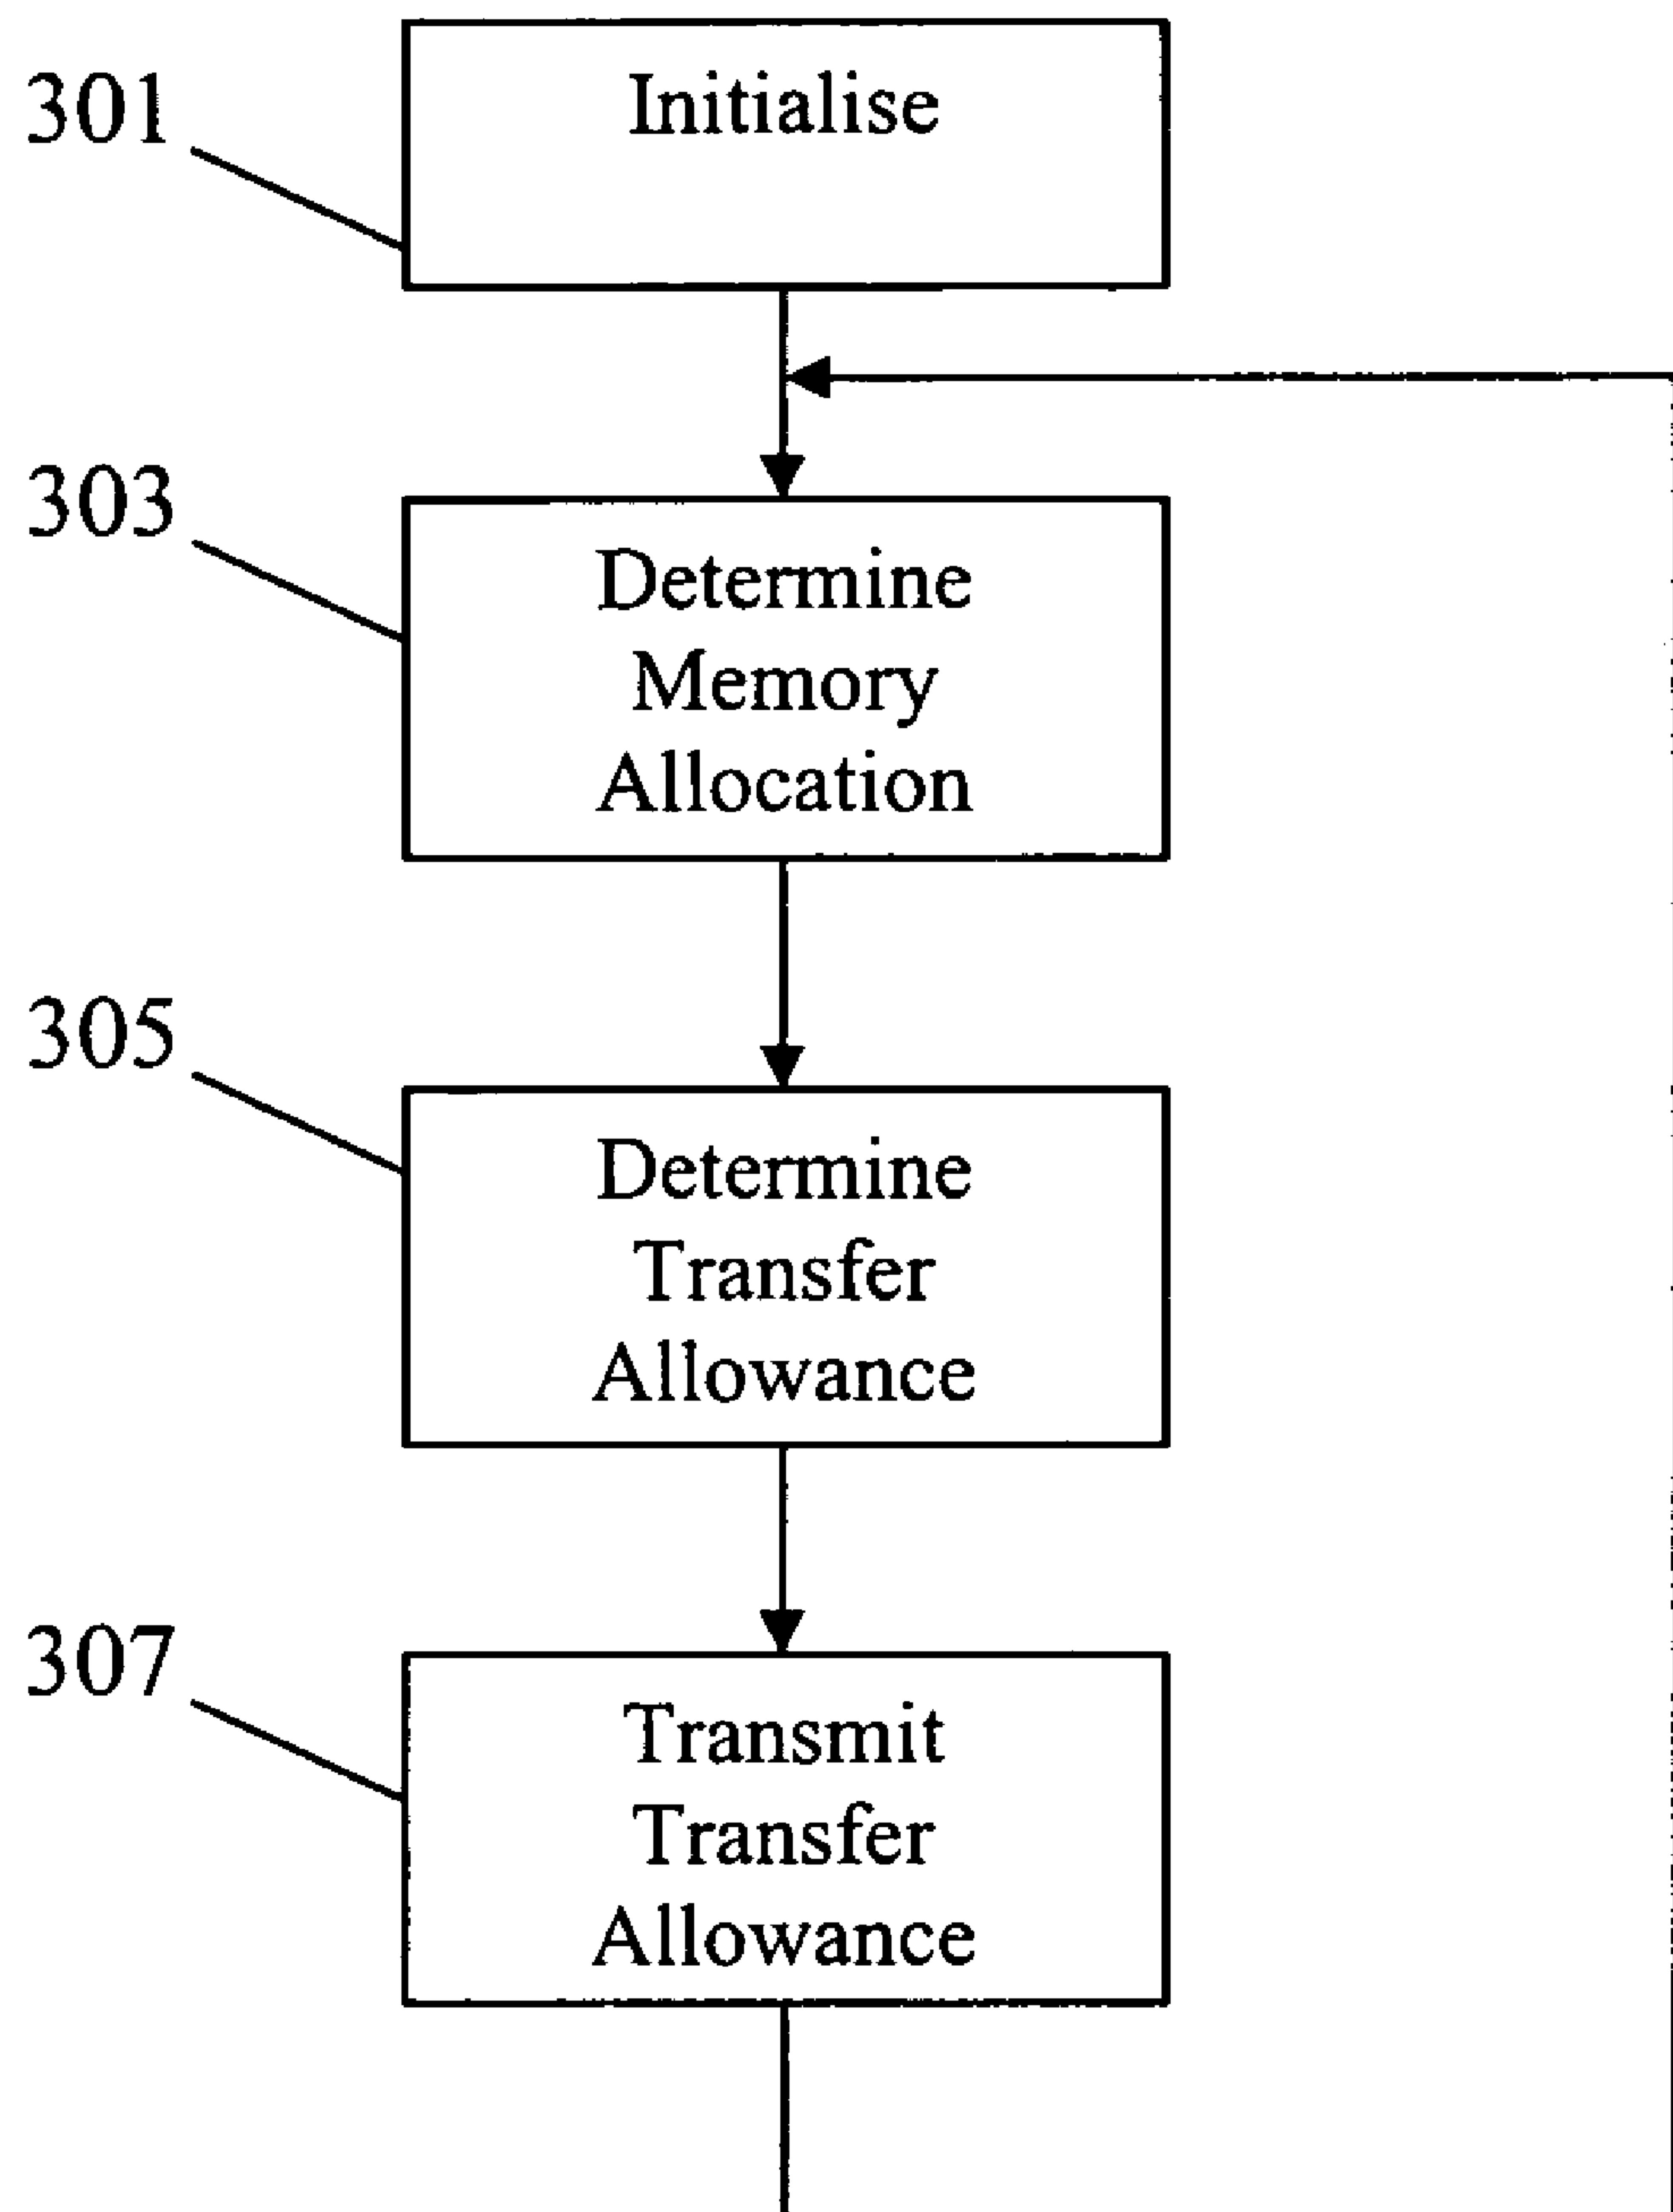 301
Initialise
303
Determine
Memory
Allocation
305
Determine
Transfer
Allowance
307
Transmit
Transfer
Allowance